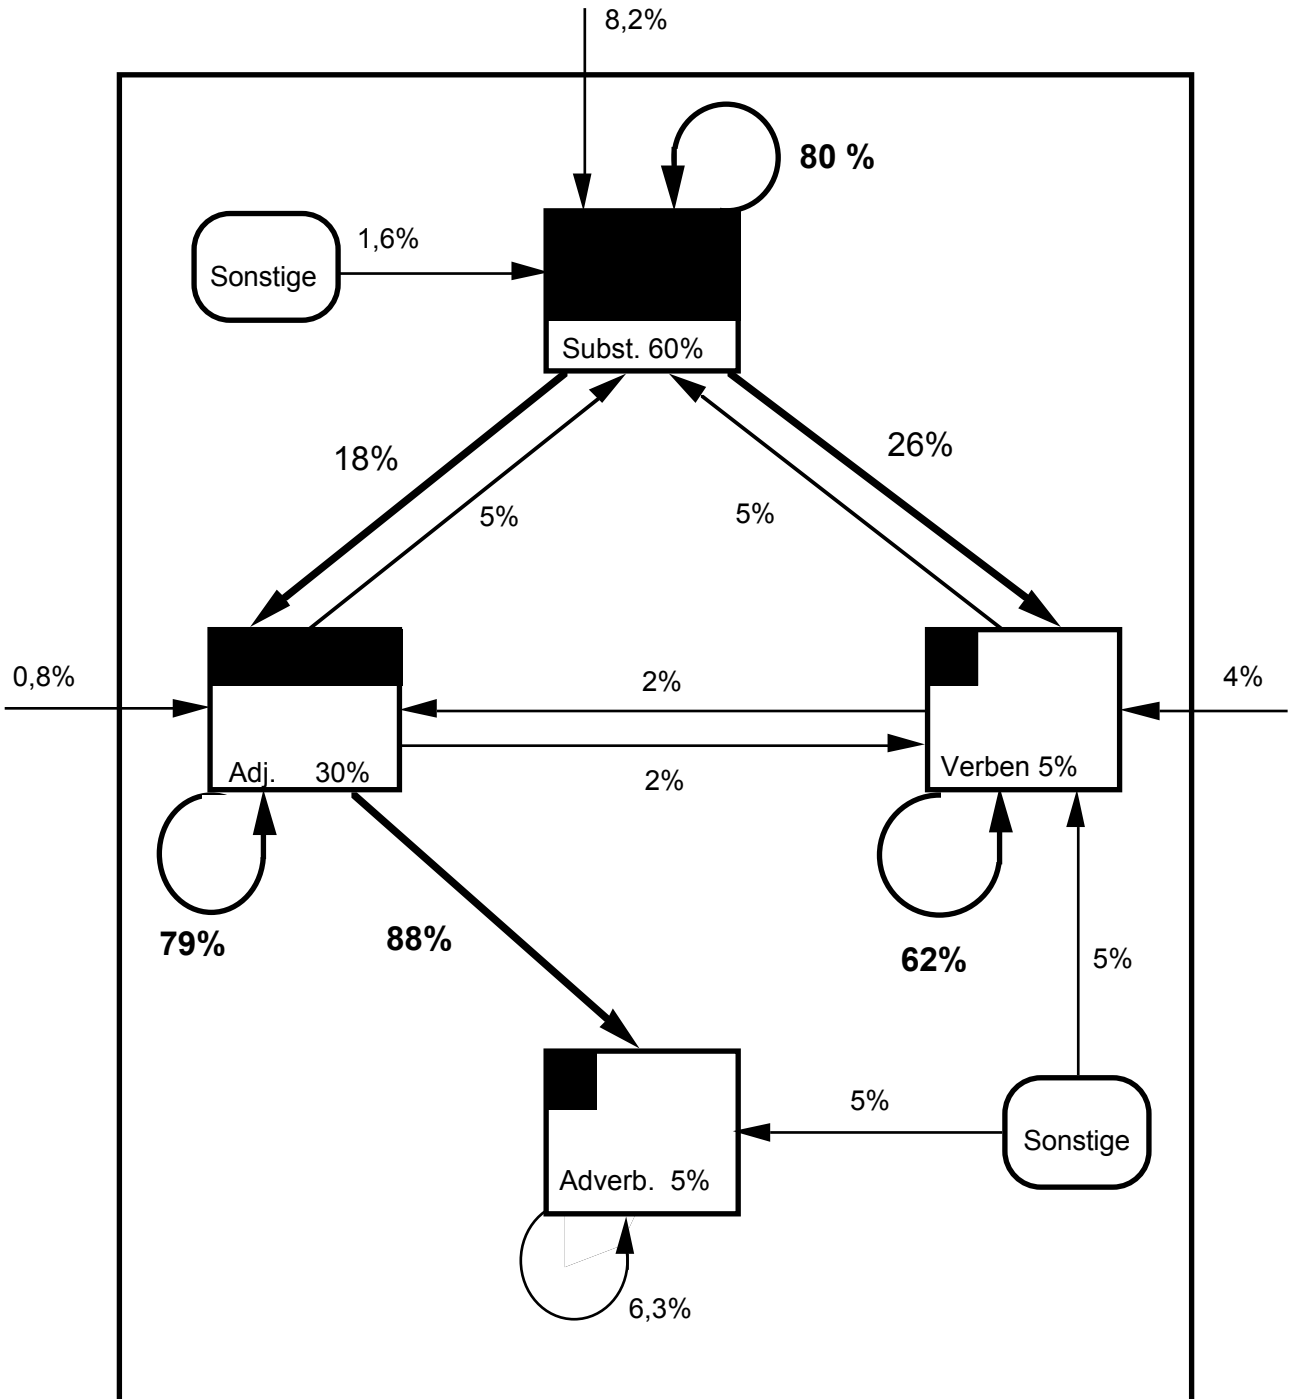 8,2%
80 %
1,6%
Sonstige
Subst. 60%
18%
26%
5%
5%
0,8%
2%
4%
Adj. 30%
2%
Verben 5%
79%
88%
62%
5%
5%
Sonstige
Adverb. 5%
6,3%